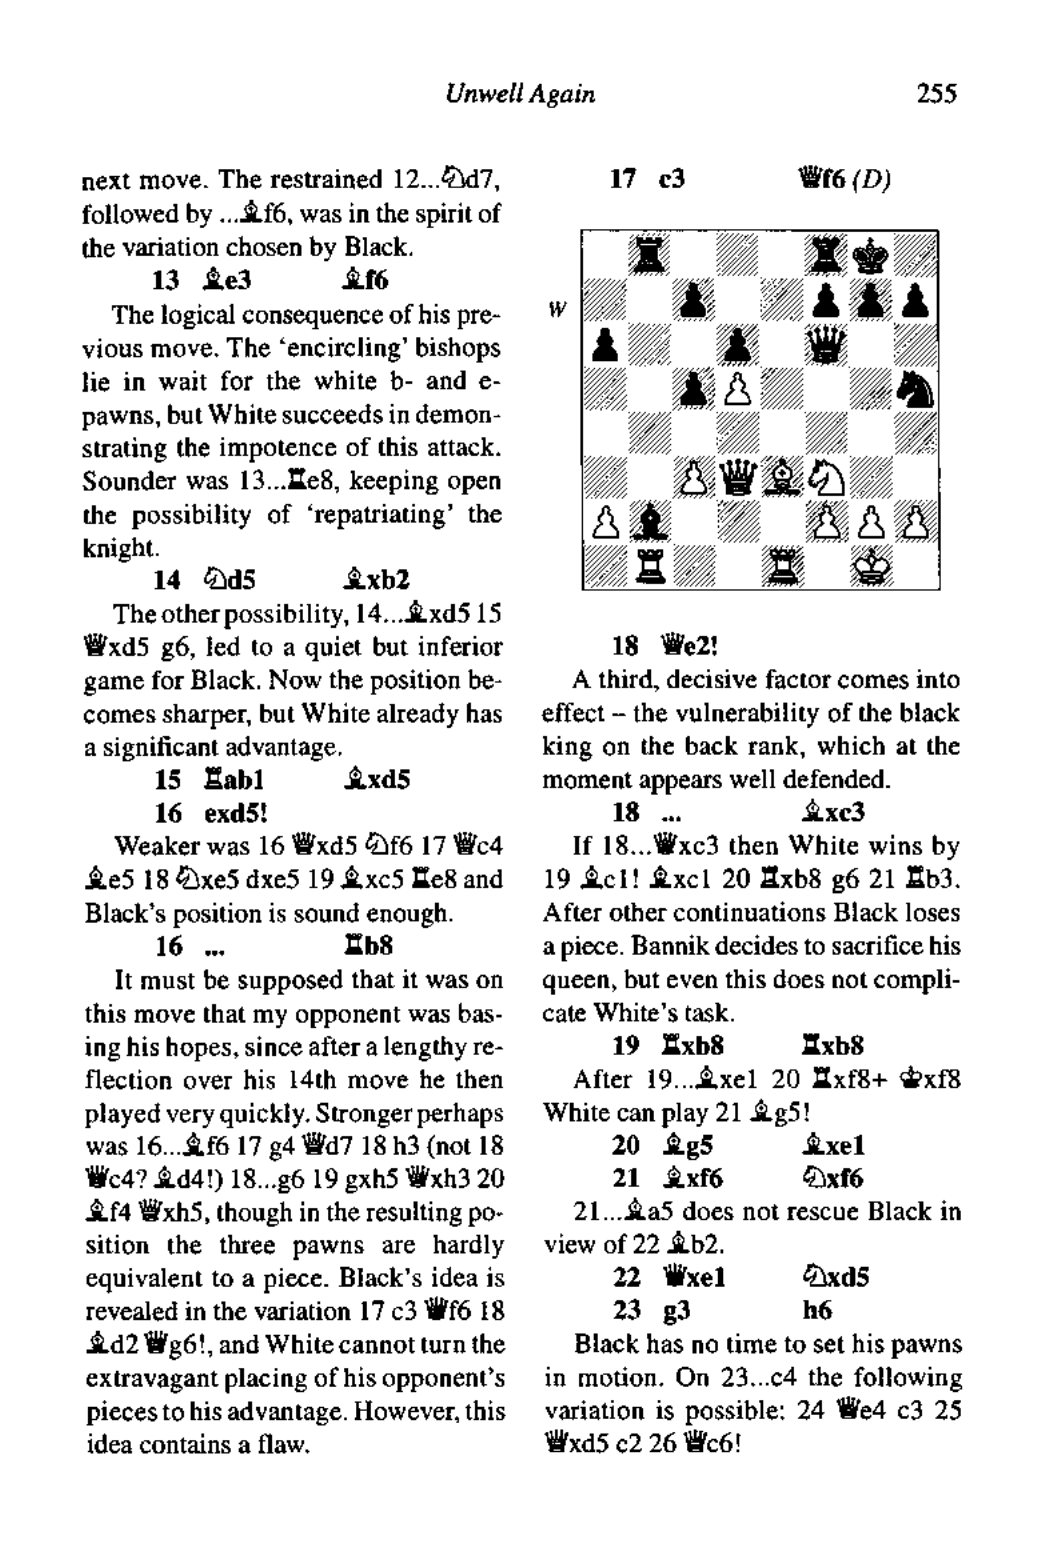 Unwell Again 255
next move. The restrained 12...♘d7,
followed by ...♗f6, was in the spirit of
the variation chosen by Black.
13 ♗e3 ♗f6
The logical consequence of his pre-
vious move. The ‘encircling’ bishops
lie in wait for the white b- and e-
pawns, but White succeeds in demon-
strating the impotence of this attack.
Sounder was 13...♖e8, keeping open
the possibility of ‘repatriating’ the
knight.
14 ♘d5 ♗xb2
The other possibility, 14...♗xd5 15
♕xd5 g6, led to a quiet but inferior
game for Black. Now the position be-
comes sharper, but White already has
a significant advantage.
15 ♖ab1 ♗xd5
16 exd5!
Weaker was 16 ♕xd5 ♘f6 17 ♕c4
♗e5 18 ♘xe5 dxe5 19 ♗xc5 ♖e8 and
Black’s position is sound enough.
16 ... ♖b8
It must be supposed that it was on
this move that my opponent was bas-
ing his hopes, since after a lengthy re-
flection over his 14th move he then
played very quickly. Stronger perhaps
was 16...♗f6 17 g4 ♕d7 18 h3 (not 18
♕c4? ♗d4!) 18...g6 19 gxh5 ♕xh3 20
♗f4 ♕xh5, though in the resulting po-
sition the three pawns are hardly
equivalent to a piece. Black’s idea is
revealed in the variation 17 c3 ♕f6 18
♗d2 ♕g6!, and White cannot turn the
extravagant placing of his opponent’s
pieces to his advantage. However, this
idea contains a flaw.
17 c3 ♕f6 (D)
W
18 ♕e2!
A third, decisive factor comes into
effect – the vulnerability of the black
king on the back rank, which at the
moment appears well defended.
18 ... ♗xc3
If 18...♕xc3 then White wins by
19 ♗c1! ♗xc1 20 ♖xb8 g6 21 ♖b3.
After other continuations Black loses
a piece. Bannik decides to sacrifice his
queen, but even this does not compli-
cate White’s task.
19 ♖xb8 ♖xb8
After 19...♗xe1 20 ♖xf8+ ♔xf8
White can play 21 ♗g5!
20 ♗g5 ♗xe1
21 ♗xf6 ♘xf6
21...♗a5 does not rescue Black in
view of 22 ♗b2.
22 ♕xe1 ♘xd5
23 g3 h6
Black has no time to set his pawns
in motion. On 23...c4 the following
variation is possible: 24 ♕e4 c3 25
♕xd5 c2 26 ♕c6!